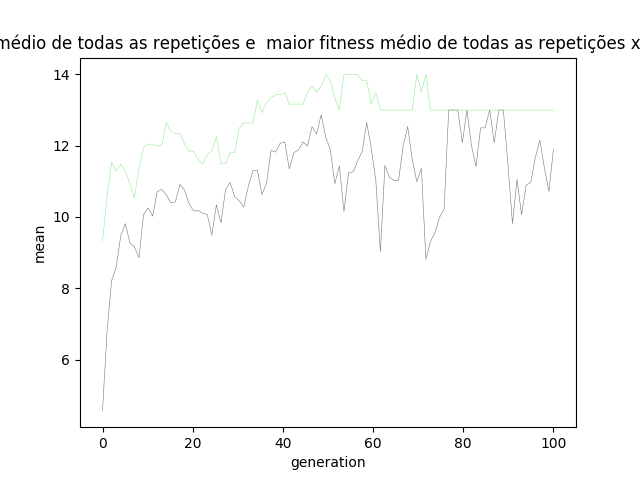 médio de todas as repetições e  maior fitness médio de todas as repetições x
14
12
10
8
6
mean
0 20 40 60 80 100
generation